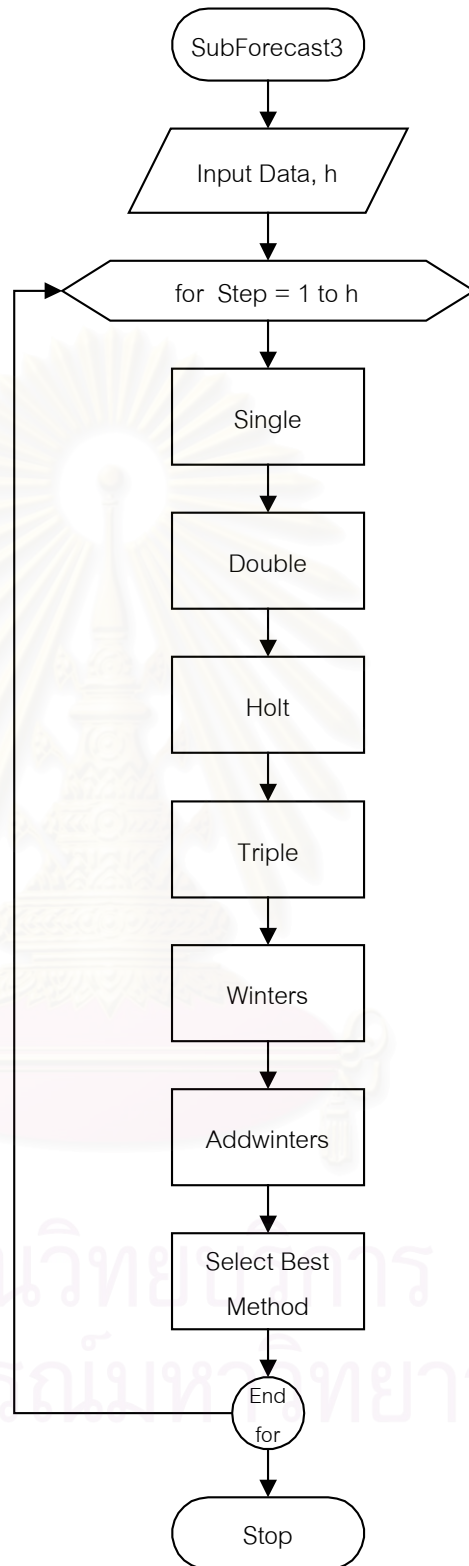 SubForecast3
Input Data, h
for Step = 1 to h
Single
Double
Holt
Triple
Winters
Addwinters
Select Best
Method
End
for
Stop